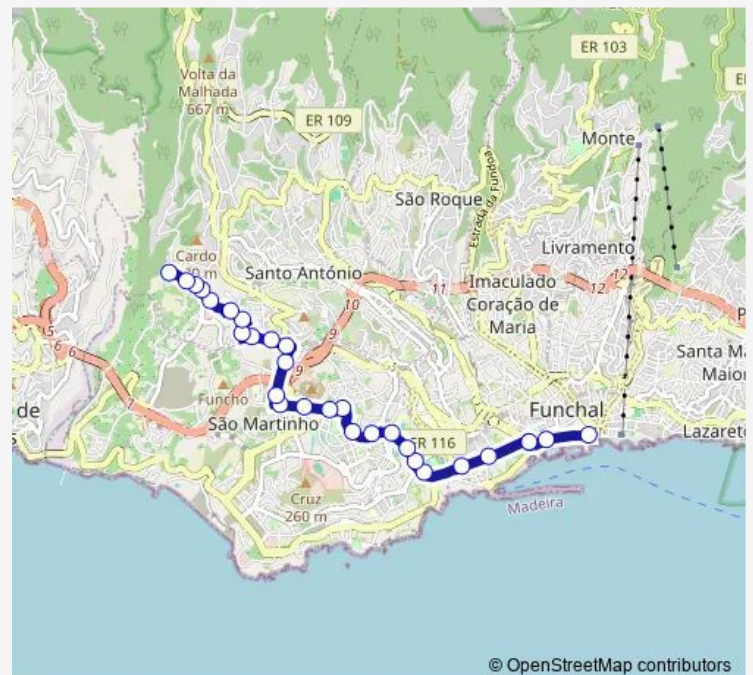 ER 103
Volta da
Malhada
667 m
ER 109
Monte
São Roque
Estrada da Fundoa
Livramento
Cardo
Santo António
12
12
11
10
Imaculado
Coração de
Maria
15
6
6
9
9
7
Santa Ma
Maior
de
Funcho
São Martinho
Funchal
ER 116
Lazareto
Cruz
260 m
Madeira
© OpenStreetMap contributors